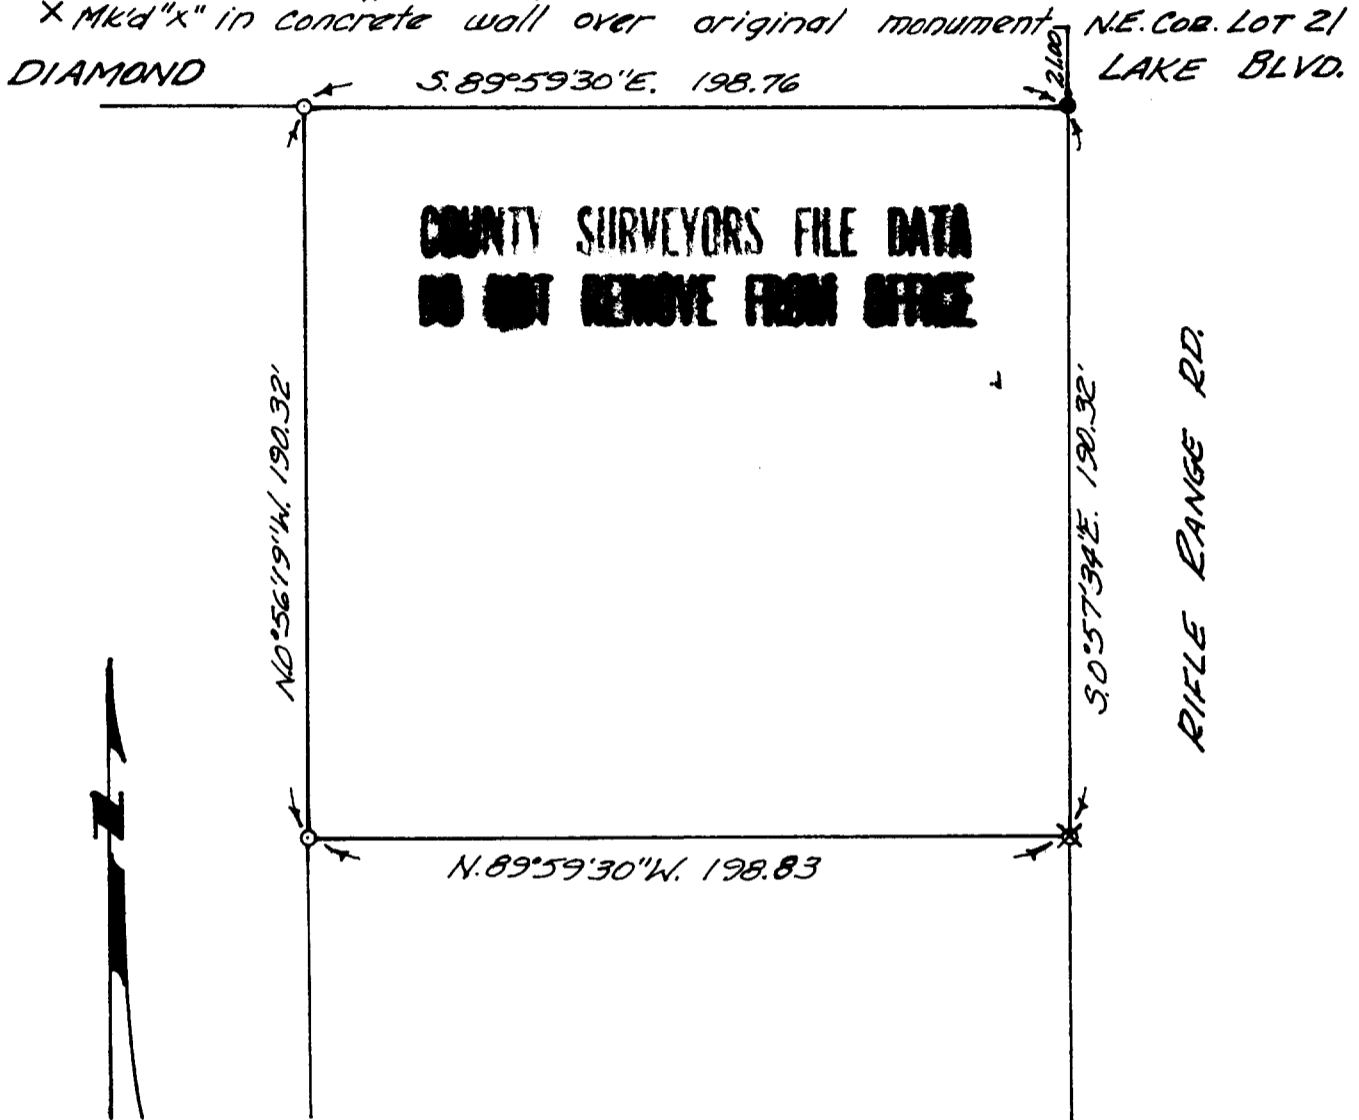 X Mk'd "x" in concrete wall over original monument N.E. COR. LOT 21
DIAMOND LAKE BLVD.
S. 89°59'30"E. 198.76
21.00
COUNTY SURVEYORS FILE DATA
DO NOT REMOVE FROM OFFICE
N.0°56'19"W. 190.32'
S.0°57'34"E. 190.32'
RIFLE RANGE RD.
N. 89°59'30"W. 198.83
N